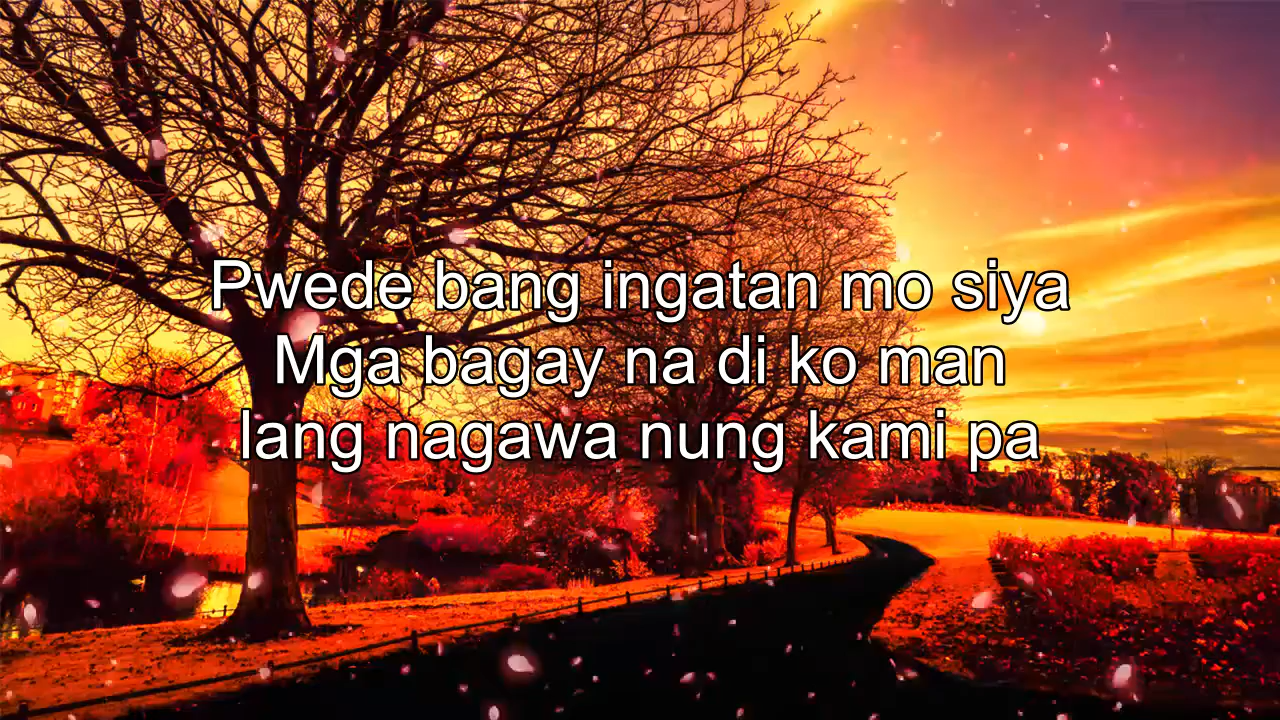 Pwede bang ingatan mo siya
Mga bagay na di ko man
lang nagawa nung kami pa